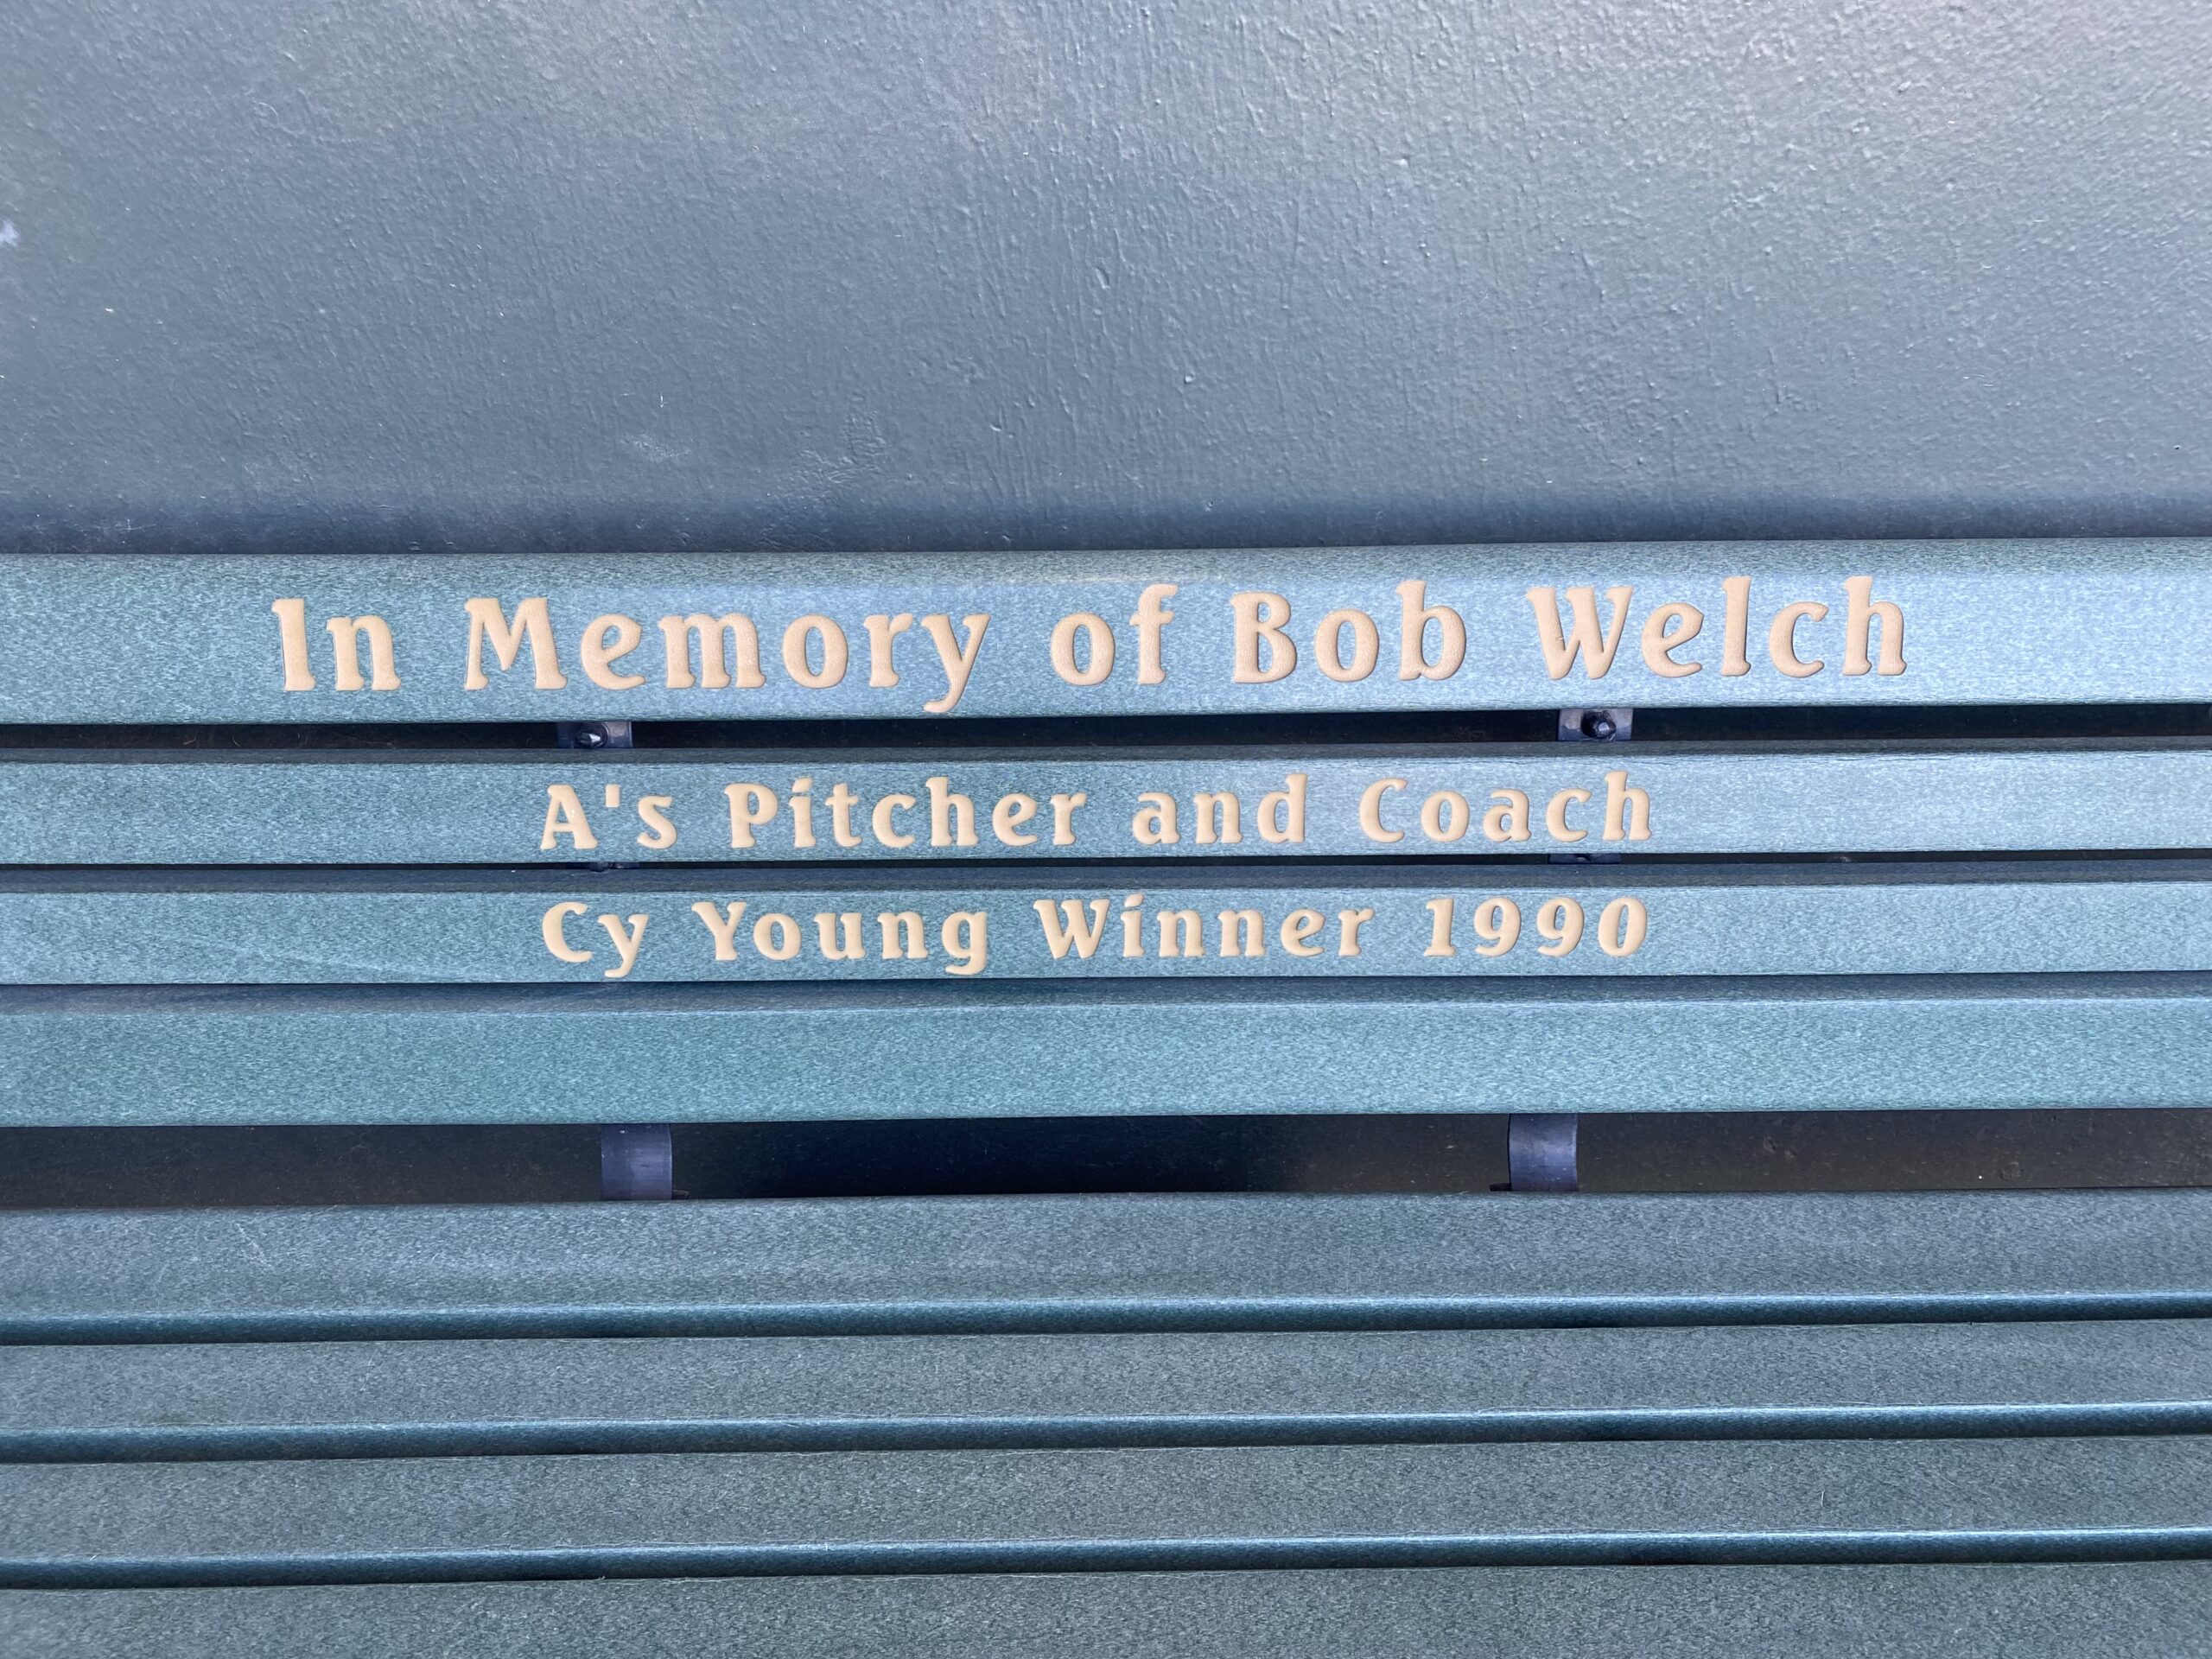 In Memory of Bob Welch
A's Pitcher and Coach
Cy Young Winner 1990